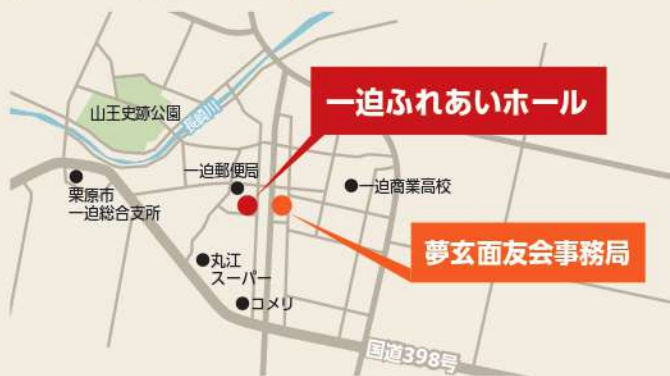 一迫ふれあいホール
山王史跡公園
長崎川
一迫郵便局
一迫商業高校
栗原市
一迫総合支所
夢玄面友会事務局
丸江
スーパー
コメリ
国道398号